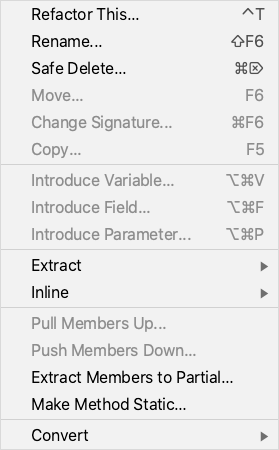 Refactor This... ^T
Rename... ⇧F6
Safe Delete... ⌘⌦
Move... F6
Change Signature... ⌘F6
Copy... F5
Introduce Variable... ⌥⌘V
Introduce Field... ⌥⌘F
Introduce Parameter... ⌥⌘P
Extract ▶
Inline ▶
Pull Members Up...
Push Members Down...
Extract Members to Partial...
Make Method Static...
Convert ▶